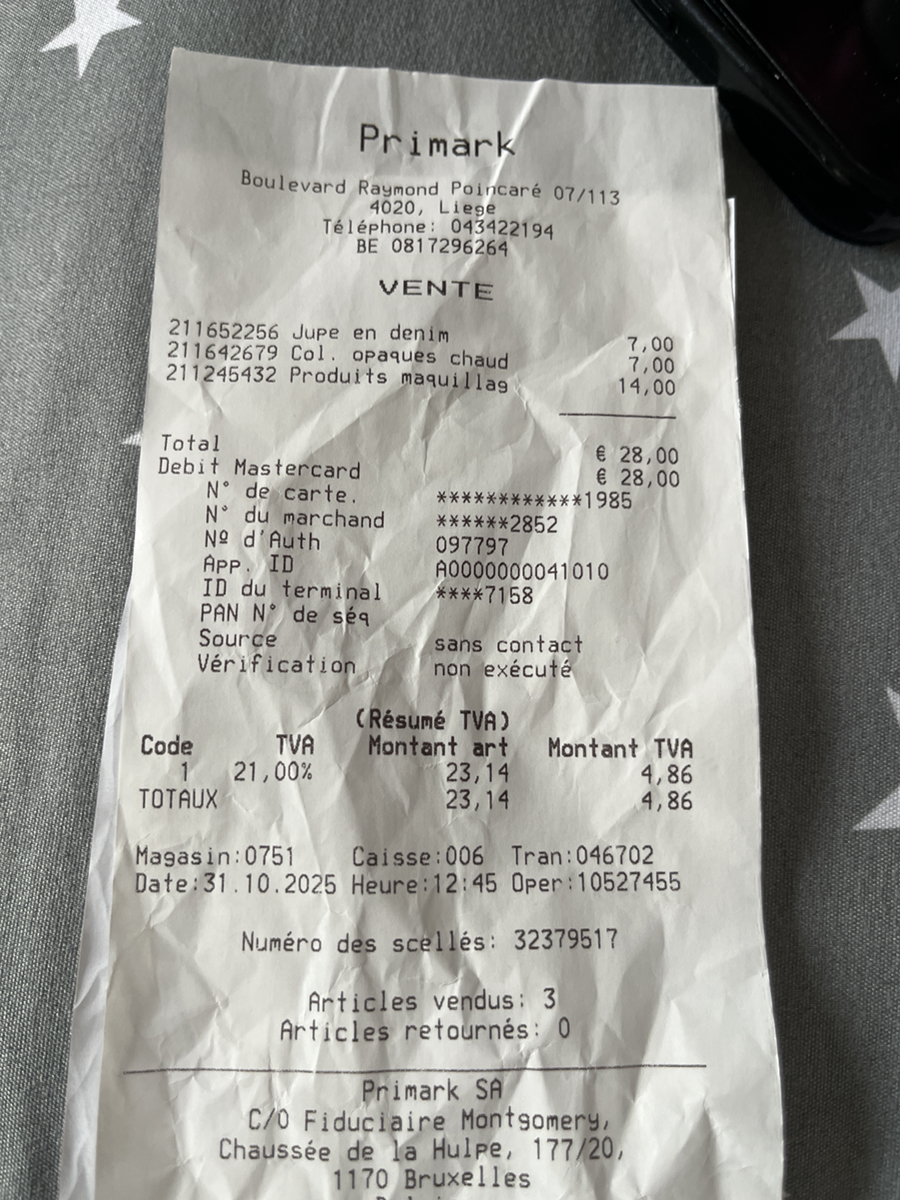 Primark
Boulevard Raymond Poincaré 07/113
4020, Liege
Téléphone: 043422194
BE 0817296264
VENTE
211652256 Jupe en denim 7,00
211642679 Col. opaques chaud 7,00
211245432 Produits maquillag 14,00
Total € 28,00
Debit Mastercard € 28,00
N° de carte. ************1985
N° du marchand ******2852
Nº d'Auth 097797
App. ID A0000000041010
ID du terminal ****7158
PAN N° de séq
Source sans contact
Vérification non exécuté
(Résumé TVA)
Code TVA Montant art Montant TVA
1 21,00% 23,14 4,86
TOTAUX 23,14 4,86
Magasin:0751 Caisse:006 Tran:046702
Date:31.10.2025 Heure:12:45 Oper:10527455
Numéro des scellés: 32379517
Articles vendus: 3
Articles retournés: 0
Primark SA
C/O Fiduciaire Montgomery,
Chaussée de la Hulpe, 177/20,
1170 Bruxelles